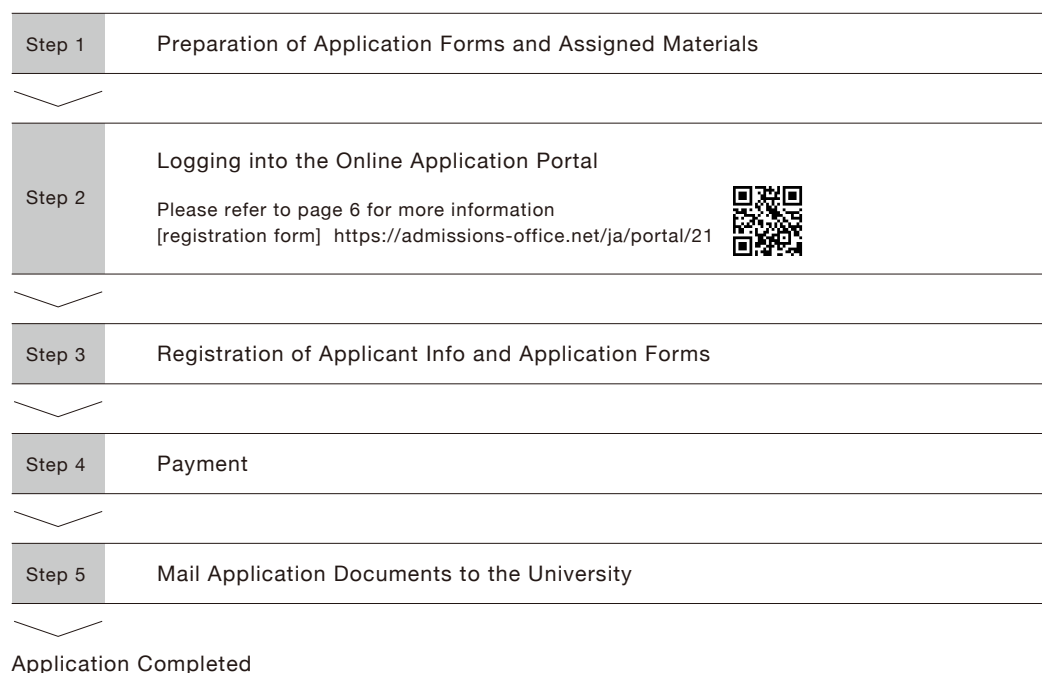 Step 1
Preparation of Application Forms and Assigned Materials
Step 2
Logging into the Online Application Portal
Please refer to page 6 for more information
[registration form] https://admissions-office.net/ja/portal/21
Step 3
Registration of Applicant Info and Application Forms
Step 4
Payment
Step 5
Mail Application Documents to the University
Application Completed